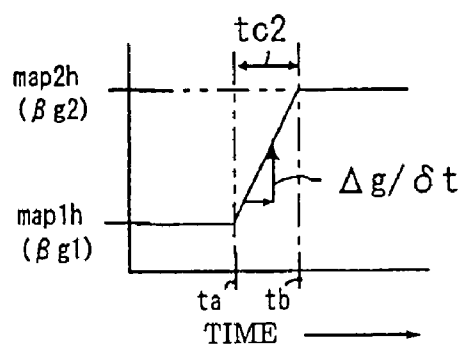 tc2
map2h
(βg2)
Δg/δt
map1h
(βg1)
ta
tb
TIME